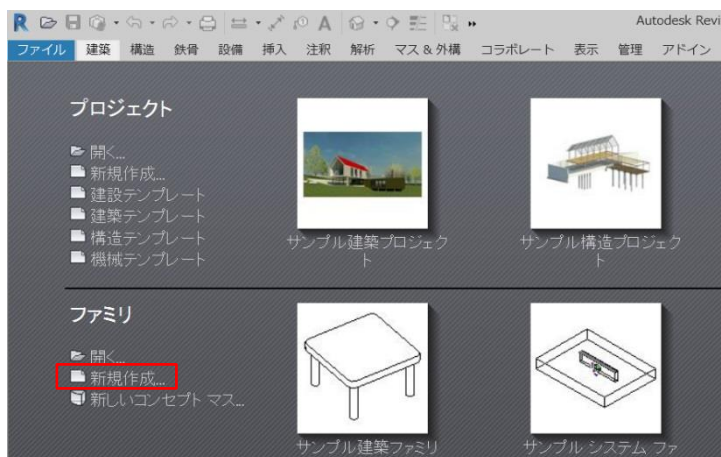 Autodesk Revi
ファイル 建築 構造 鉄骨 設備 挿入 注釈 解析 マス & 外構 コラボレート 表示 管理 アドイン
プロジェクト
開く...
新規作成...
建設テンプレート
建築テンプレート
構造テンプレート
機械テンプレート
サンプル建築プロジェク
ト
サンプル構造プロジェク
ト
ファミリ
開く...
新規作成...
新しいコンセプト マス...
サンプル建築ファミリ
サンプル システム ファ